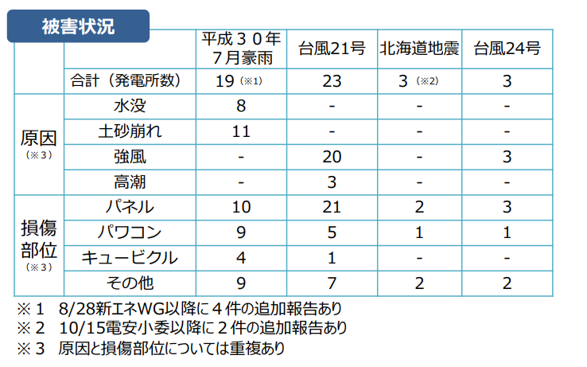 被害状況
平成３０年７月豪雨 台風21号 北海道地震 台風24号
合計（発電所数） 19（※1） 23 3（※2） 3
原因（※３）
水没 8 - - -
土砂崩れ 11 - - -
強風 - 20 - 3
高潮 - 3 - -
損傷部位（※３）
パネル 10 21 2 3
パワコン 9 5 1 1
キュービクル 4 1 - -
その他 9 7 2 2
※１ 8/28新エネWG以降に４件の追加報告あり
※２ 10/15電安小委以降に２件の追加報告あり
※３ 原因と損傷部位については重複あり